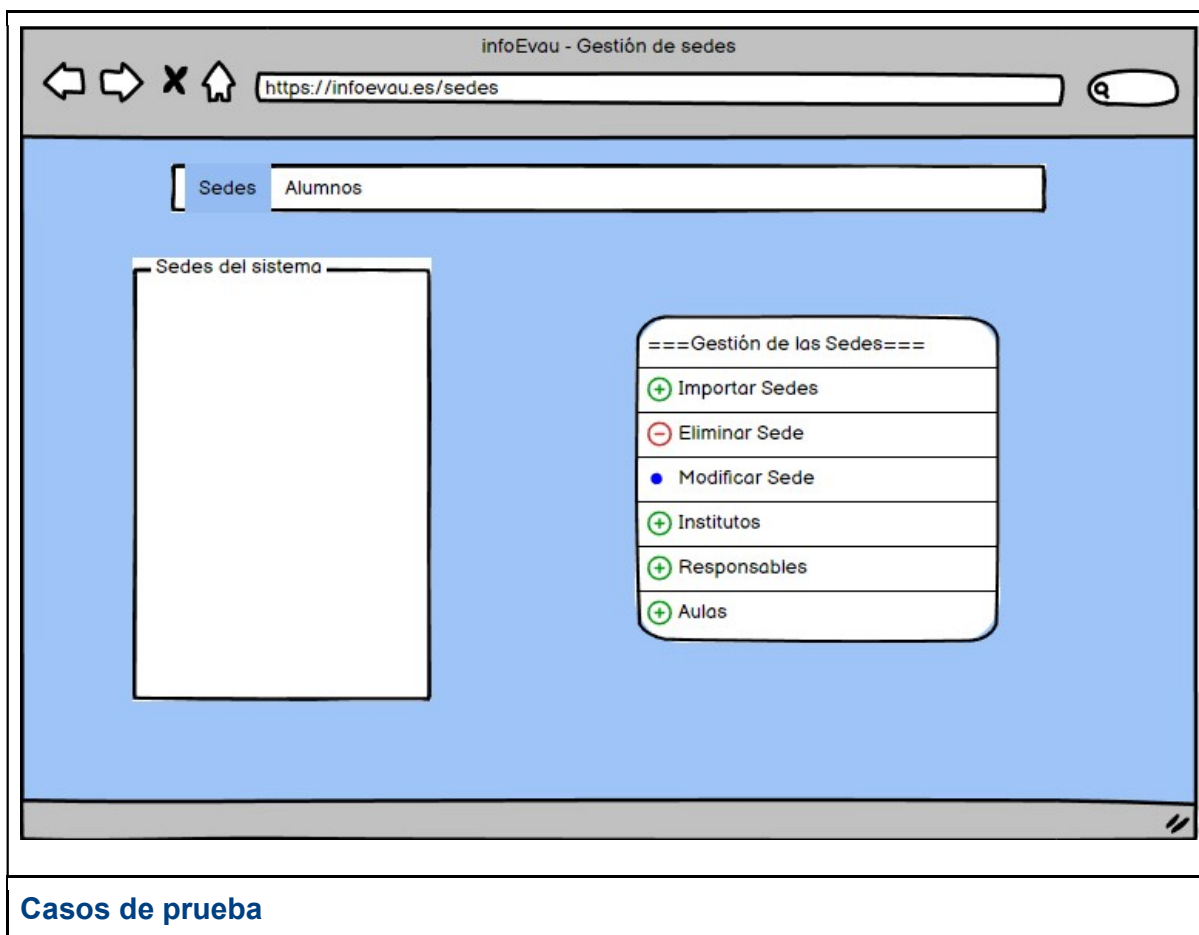 infoEvau - Gestión de sedes
https://infoevau.es/sedes
Sedes Alumnos
Sedes del sistema
===Gestión de las Sedes===
Importar Sedes
Eliminar Sede
Modificar Sede
Institutos
Responsables
Aulas
Casos de prueba